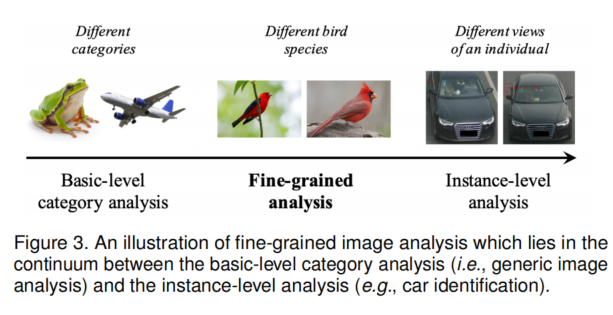 Different
categories
Different bird
species
Different views
of an individual
Basic-level
category analysis
Fine-grained
analysis
Instance-level
analysis
Figure 3. An illustration of fine-grained image analysis which lies in the
continuum between the basic-level category analysis (i.e., generic image
analysis) and the instance-level analysis (e.g., car identification).